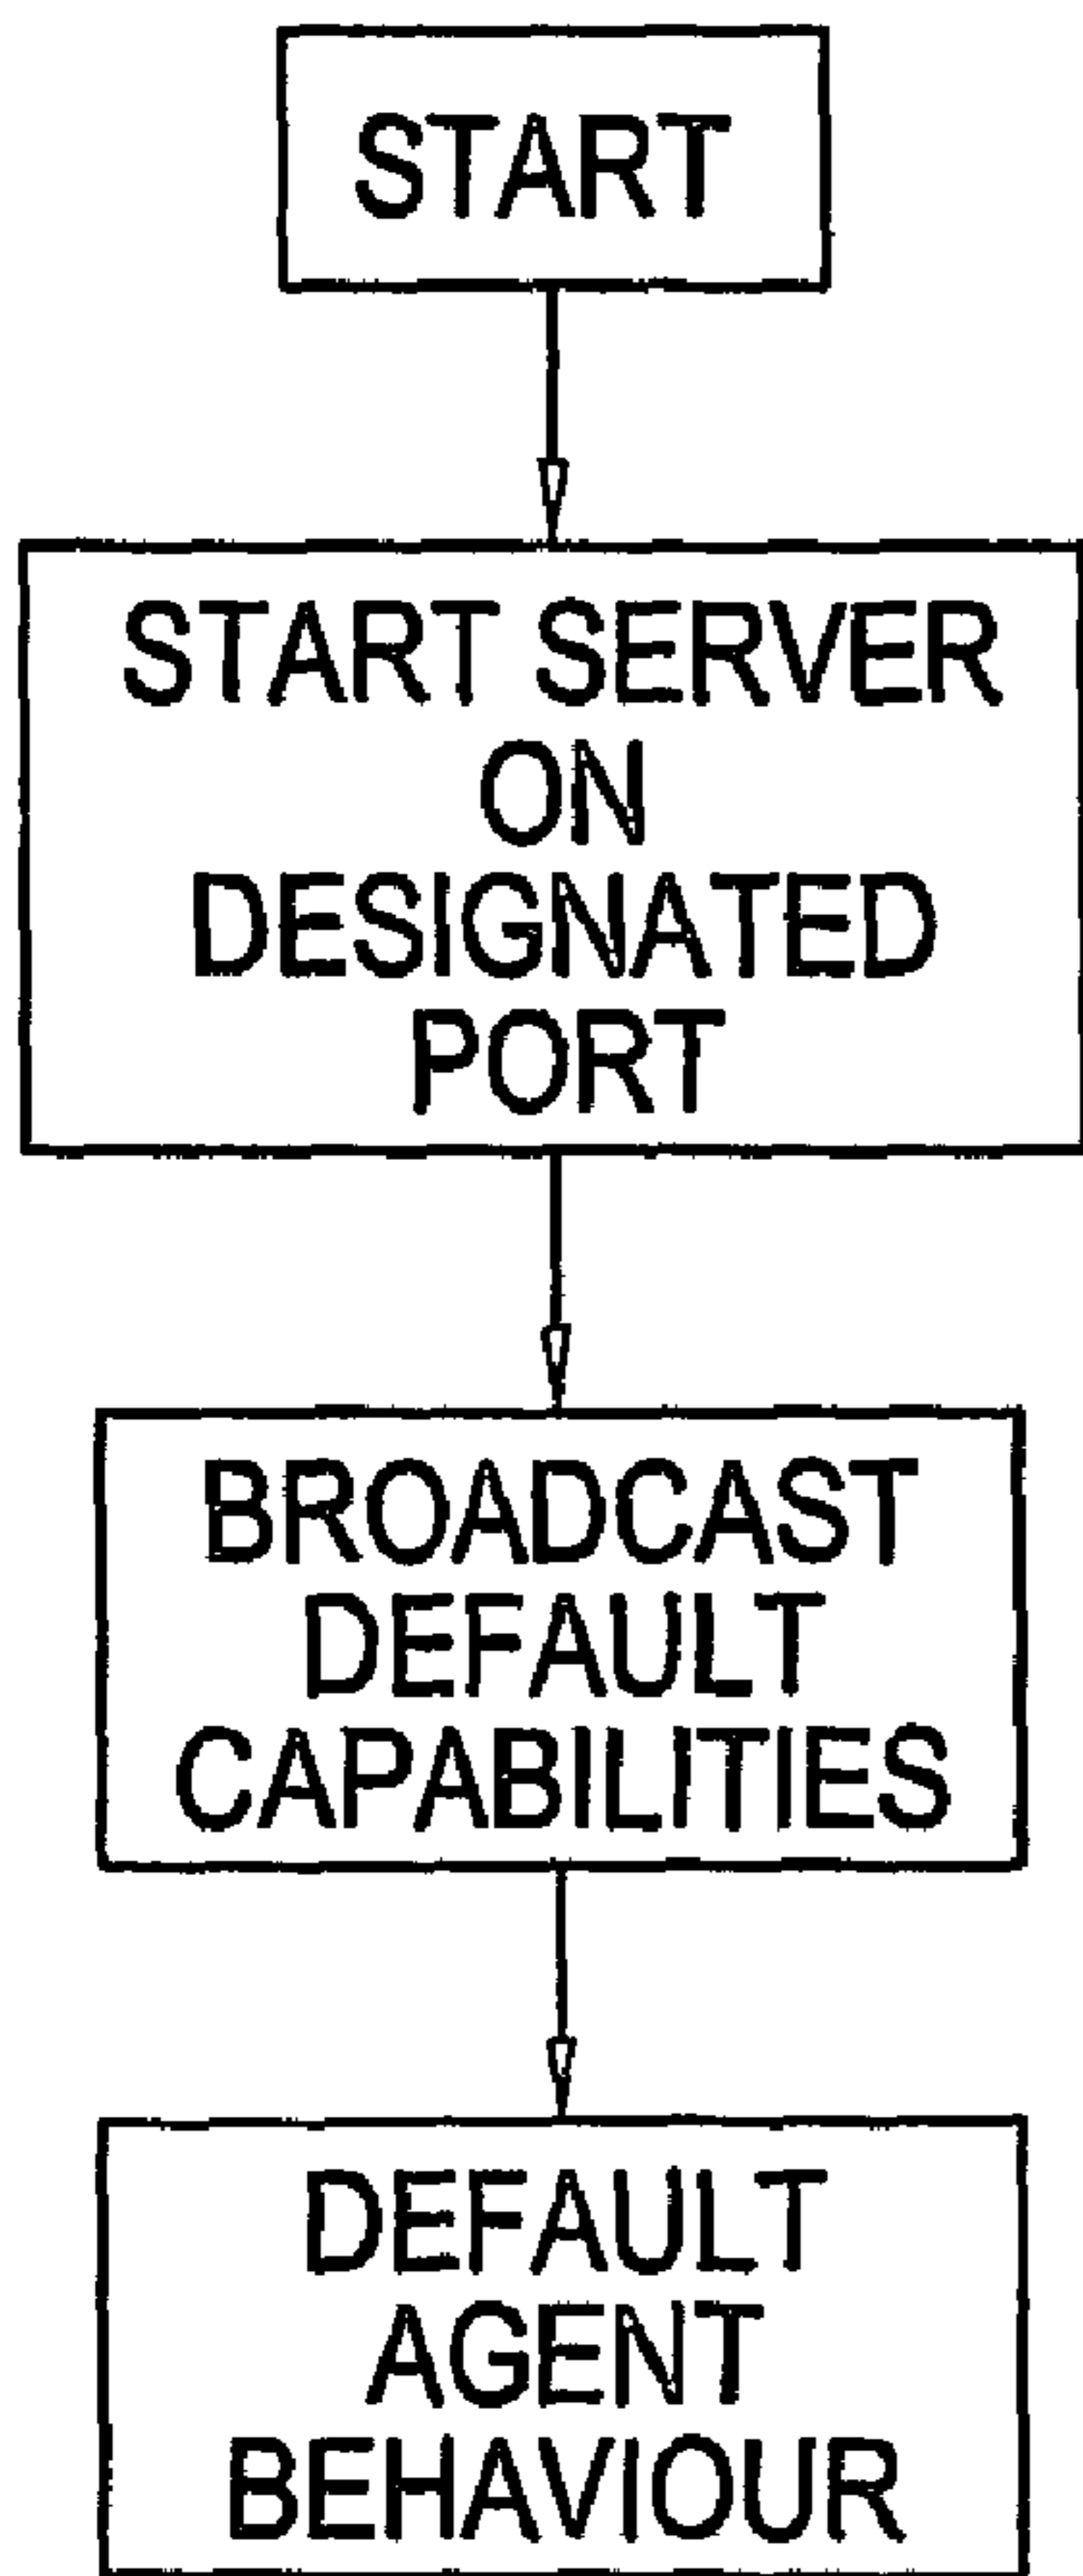 START
START SERVER
ON
DESIGNATED
PORT
BROADCAST
DEFAULT
CAPABILITIES
DEFAULT
AGENT
BEHAVIOUR